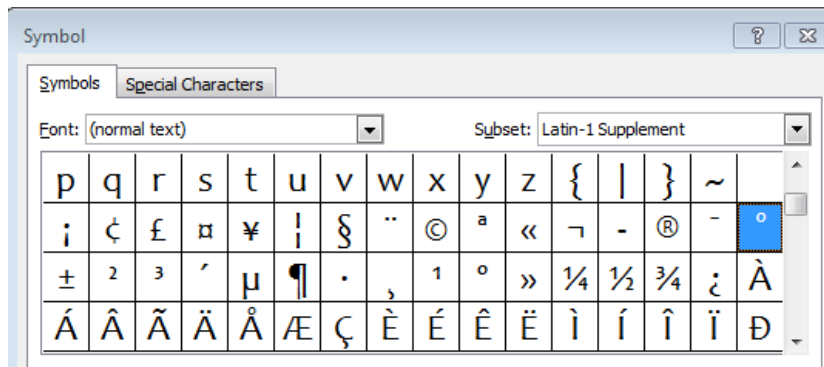 Symbol
Symbols Special Characters
Font: (normal text) Subset: Latin-1 Supplement
p q r s t u v w x y z { | } ~
¡ ¢ £ ¤ ¥ ¦ § ¨ © ª « ¬ - ® ¯ °
± ² ³ ´ µ ¶ · ¸ ¹ º » ¼ ½ ¾ ¿ À
Á Â Ã Ä Å Æ Ç È É Ê Ë Ì Í Î Ï Đ